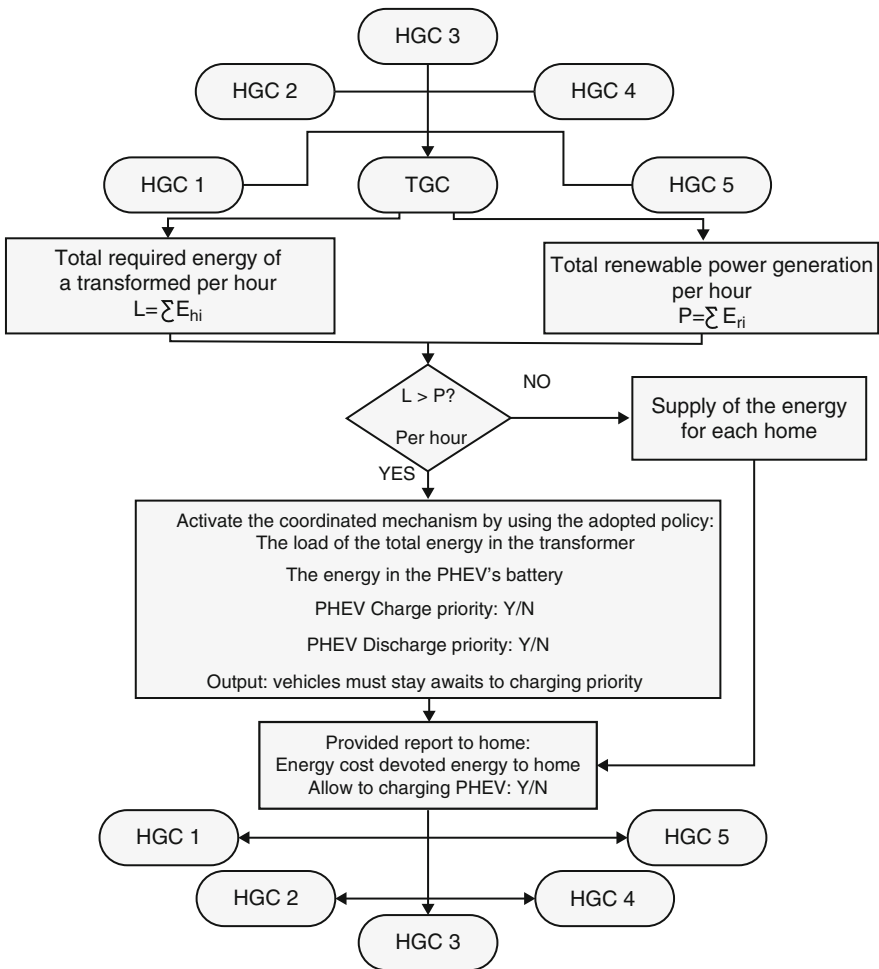 HGC 3
HGC 2
HGC 4
HGC 1
TGC
HGC 5
Total required energy of
a transformed per hour
L=∑E_hi
Total renewable power generation
per hour
P=∑ E_ri
L > P?
Per hour
NO
YES
Supply of the energy
for each home
Activate the coordinated mechanism by using the adopted policy:
The load of the total energy in the transformer
The energy in the PHEV's battery
PHEV Charge priority: Y/N
PHEV Discharge priority: Y/N
Output: vehicles must stay awaits to charging priority
Provided report to home:
Energy cost devoted energy to home
Allow to charging PHEV: Y/N
HGC 1
HGC 5
HGC 2
HGC 4
HGC 3